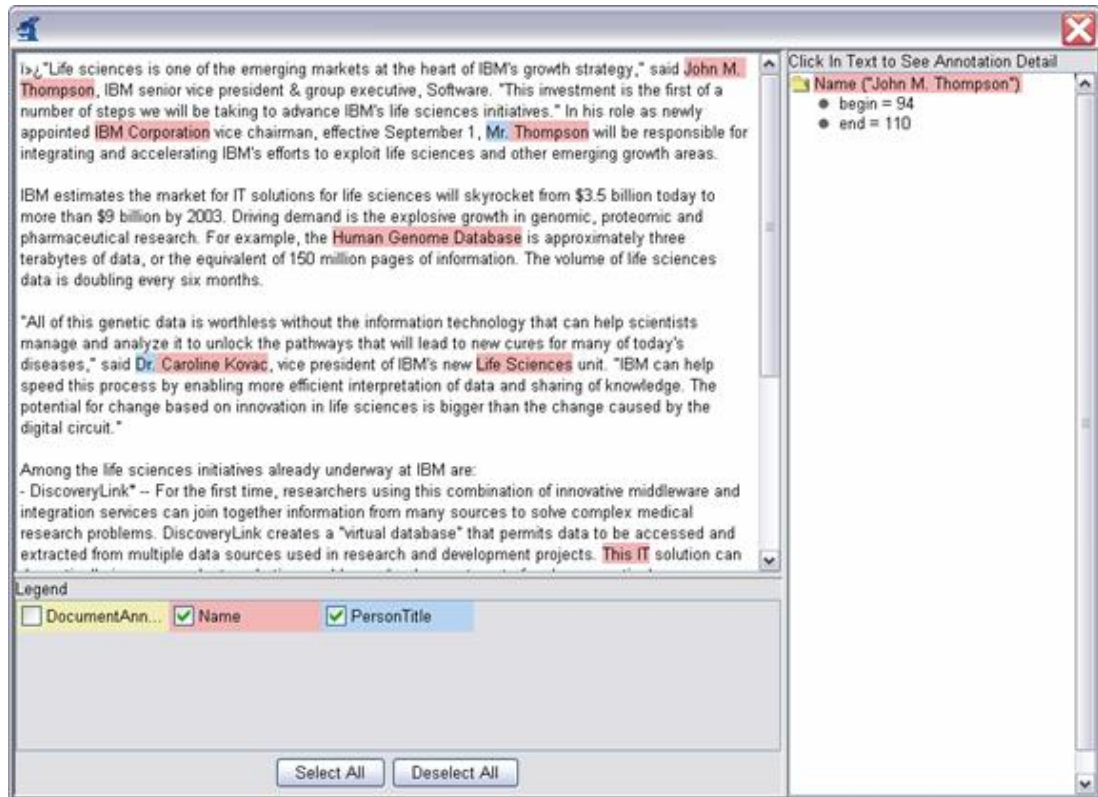 ï»¿"Life sciences is one of the emerging markets at the heart of IBM's growth strategy," said John M.
Thompson, IBM senior vice president & group executive, Software. "This investment is the first of a
number of steps we will be taking to advance IBM's life sciences initiatives." In his role as newly
appointed IBM Corporation vice chairman, effective September 1, Mr. Thompson will be responsible for
integrating and accelerating IBM's efforts to exploit life sciences and other emerging growth areas.
IBM estimates the market for IT solutions for life sciences will skyrocket from $3.5 billion today to
more than $9 billion by 2003. Driving demand is the explosive growth in genomic, proteomic and
pharmaceutical research. For example, the Human Genome Database is approximately three
terabytes of data, or the equivalent of 150 million pages of information. The volume of life sciences
data is doubling every six months.
"All of this genetic data is worthless without the information technology that can help scientists
manage and analyze it to unlock the pathways that will lead to new cures for many of today's
diseases," said Dr. Caroline Kovac, vice president of IBM's new Life Sciences unit. "IBM can help
speed this process by enabling more efficient interpretation of data and sharing of knowledge. The
potential for change based on innovation in life sciences is bigger than the change caused by the
digital circuit."
Among the life sciences initiatives already underway at IBM are:
- DiscoveryLink* -- For the first time, researchers using this combination of innovative middleware and
integration services can join together information from many sources to solve complex medical
research problems. DiscoveryLink creates a "virtual database" that permits data to be accessed and
extracted from multiple data sources used in research and development projects. This IT solution can
Click In Text to See Annotation Detail
Name ("John M. Thompson")
begin = 94
end = 110
Legend
DocumentAnn... Name PersonTitle
Select All Deselect All